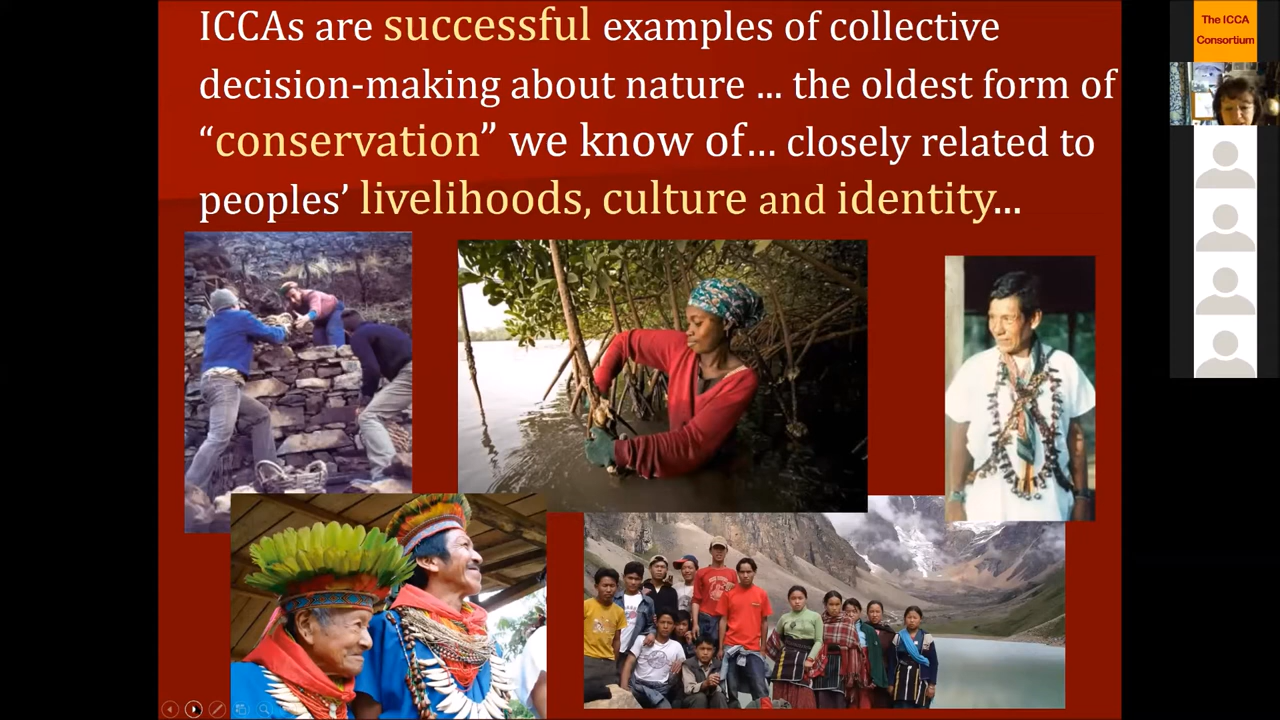 ICCAs are successful examples of collective
decision-making about nature ... the oldest form of
“conservation” we know of... closely related to
peoples’ livelihoods, culture and identity...
The ICCA
Consortium